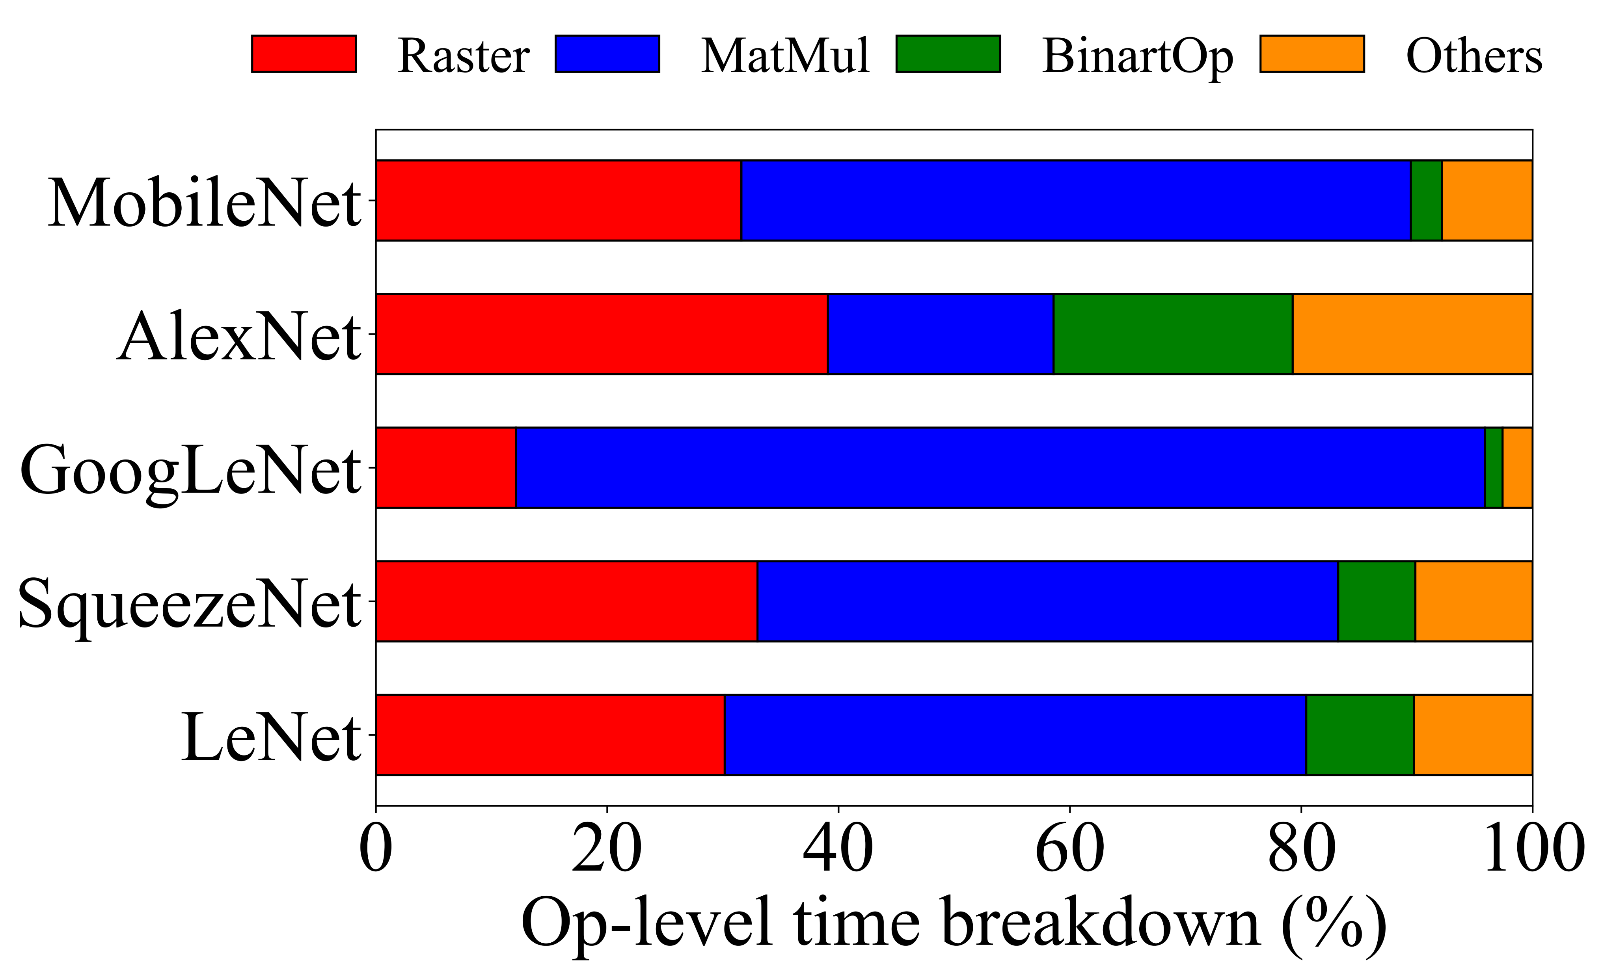 Raster MatMul BinartOp Others
MobileNet
AlexNet
GoogLeNet
SqueezeNet
LeNet
0 20 40 60 80 100
Op-level time breakdown (%)